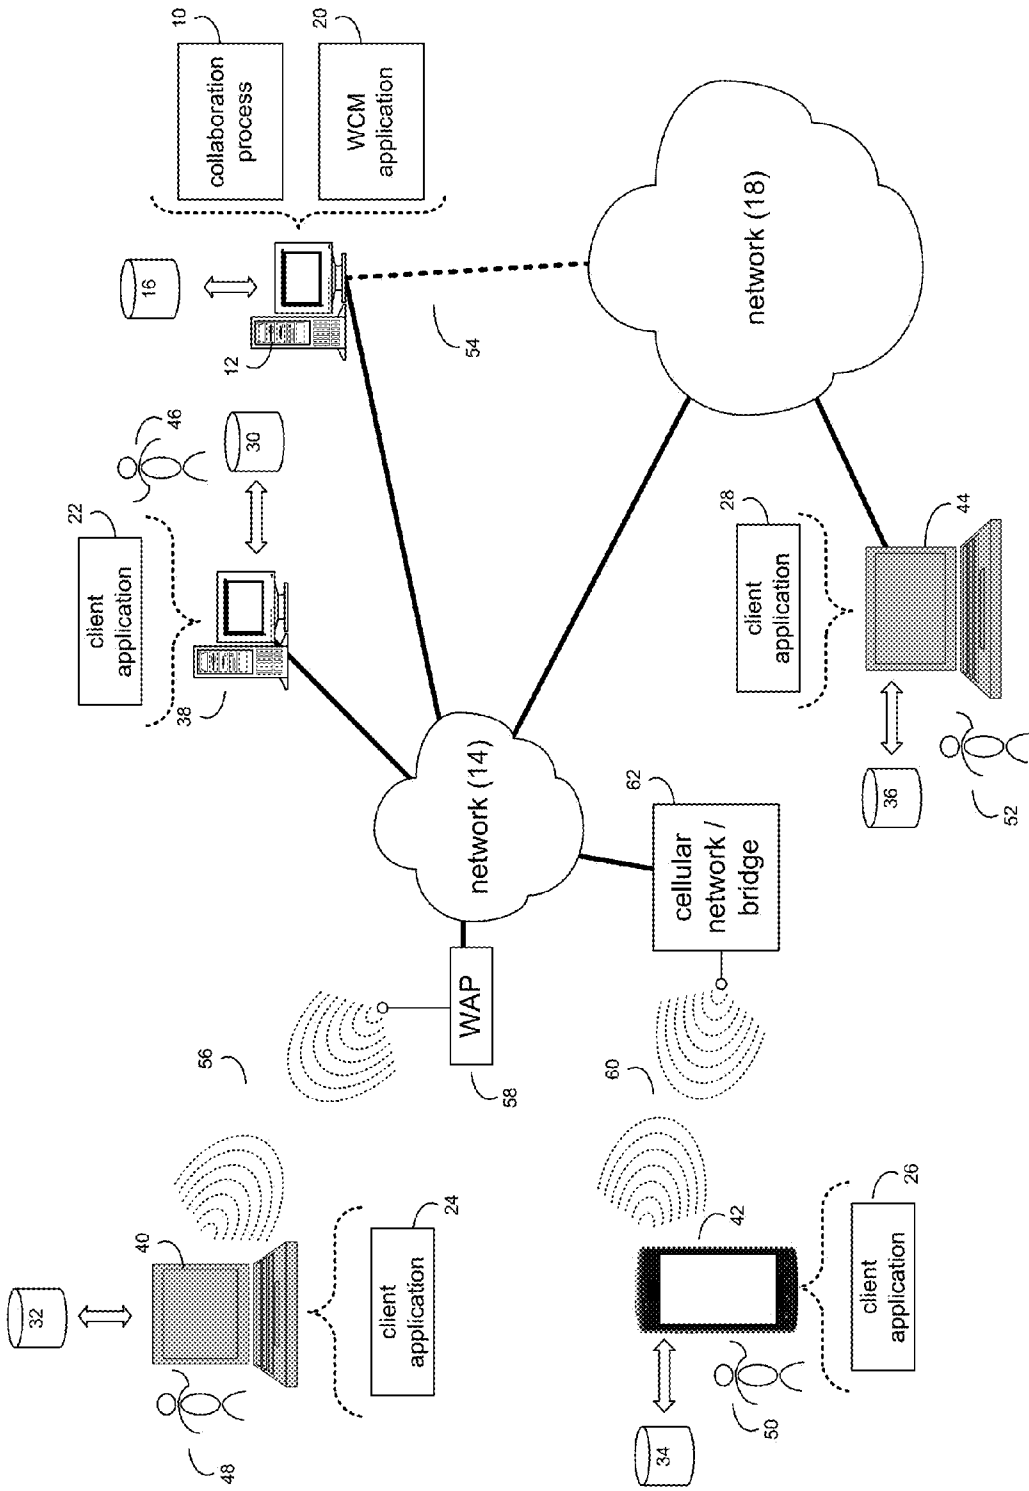 10
collaboration
process
20
WCM
application
16
12
54
network (18)
46
30
22
client
application
38
28
client
application
44
36
52
network (14)
62
cellular
network /
bridge
WAP
58
56
60
32
40
48
24
client
application
42
34
50
26
client
application